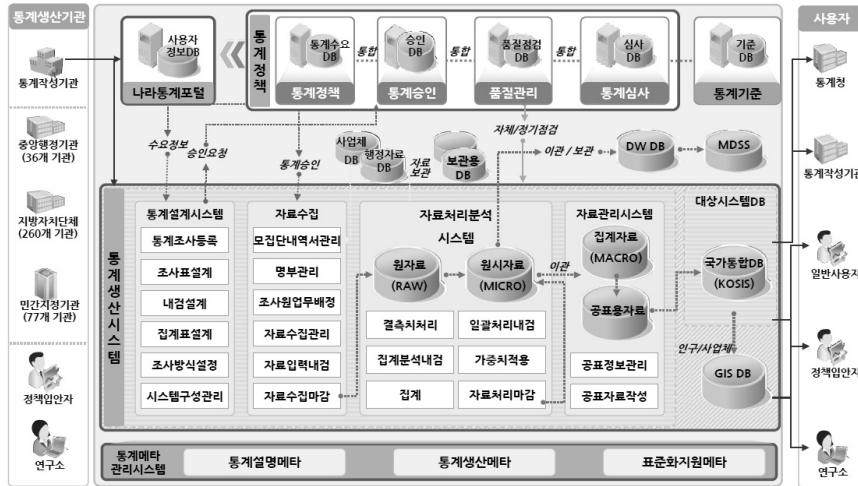 통계생산기관
통계작성기관
중앙행정기관
(36개 기관)
지방자치단체
(260개 기관)
민간지정기관
(77개 기관)
정책입안자
연구소
사용자
정보DB
나라통계포털
통계정책
통계수요
DB
통계정책
통합
승인
DB
통계승인
통합
품질점검
DB
품질관리
통합
심사
DB
통계심사
기준
DB
통계기준
수요정보
승인요청
통계승인
사업체
DB
행정자료
DB
자료
보관
보관용
DB
자체/정기점검
이관 / 보관
DW DB
MDSS
통계생산시스템
통계설계시스템
통계조사등록
조사표설계
내검설계
집계표설계
조사방식설정
시스템구성관리
자료수집
모집단내역서관리
명부관리
조사원업무배정
자료수집관리
자료입력내검
자료수집마감
자료처리분석
시스템
원자료
(RAW)
원시자료
(MICRO)
이관
결측치처리
일괄처리내검
집계분석내검
가중치적용
집계
자료처리마감
자료관리시스템
집계자료
(MACRO)
공표용자료
공표정보관리
공표자료작성
대상시스템DB
국가통합DB
(KOSIS)
인구/사업체
GIS DB
통계메타
관리시스템
통계설명메타
통계생산메타
표준화지원메타
사용자
통계청
통계작성기관
일반사용자
정책입안자
연구소